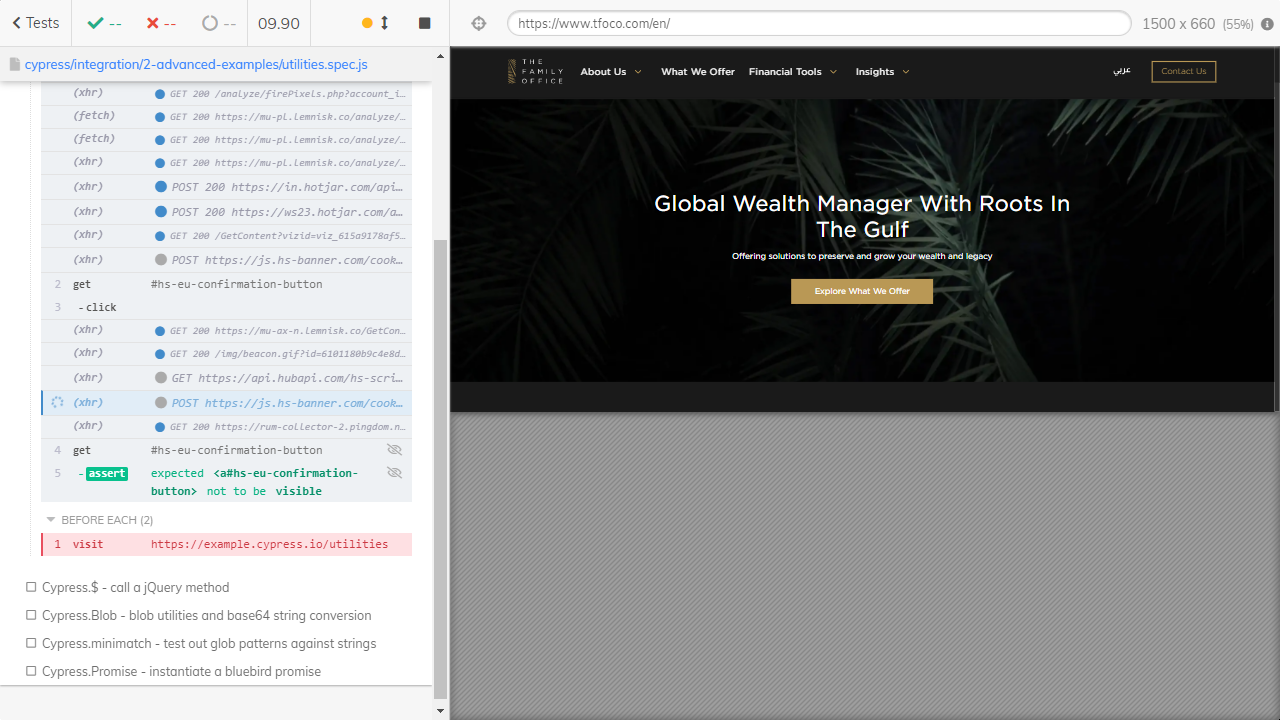 Tests
--
--
--
09.90
https://www.tfoco.com/en/
1500 x 660 (55%)
cypress/integration/2-advanced-examples/utilities.spec.js
(xhr) GET 200 /analyze/firePixels.php?account_i…
(fetch) GET 200 https://mu-pl.lemnisk.co/analyze/…
(fetch) GET 200 https://mu-pl.lemnisk.co/analyze/…
(xhr) GET 200 https://mu-pl.lemnisk.co/analyze/…
(xhr) POST 200 https://in.hotjar.com/api…
(xhr) POST 200 https://ws23.hotjar.com/a…
(xhr) GET 200 /GetContent?vizid=viz_615a9178af5…
(xhr) POST https://js.hs-banner.com/cook…
2 get #hs-eu-confirmation-button
3 -click
(xhr) GET 200 https://mu-ax-n.lemnisk.co/GetCon…
(xhr) GET 200 /img/beacon.gif?id=6101180b9c4e8d…
(xhr) GET https://api.hubapi.com/hs-scri…
(xhr) POST https://js.hs-banner.com/cook…
(xhr) GET 200 https://rum-collector-2.pingdom.n…
4 get #hs-eu-confirmation-button
5 -assert expected <a#hs-eu-confirmation-
button> not to be visible
BEFORE EACH (2)
1 visit https://example.cypress.io/utilities
Cypress.$ - call a jQuery method
Cypress.Blob - blob utilities and base64 string conversion
Cypress.minimatch - test out glob patterns against strings
Cypress.Promise - instantiate a bluebird promise
THE
FAMILY
OFFICE
About Us
What We Offer
Financial Tools
Insights
عربي
Contact Us
Global Wealth Manager With Roots In
The Gulf
Offering solutions to preserve and grow your wealth and legacy
Explore What We Offer